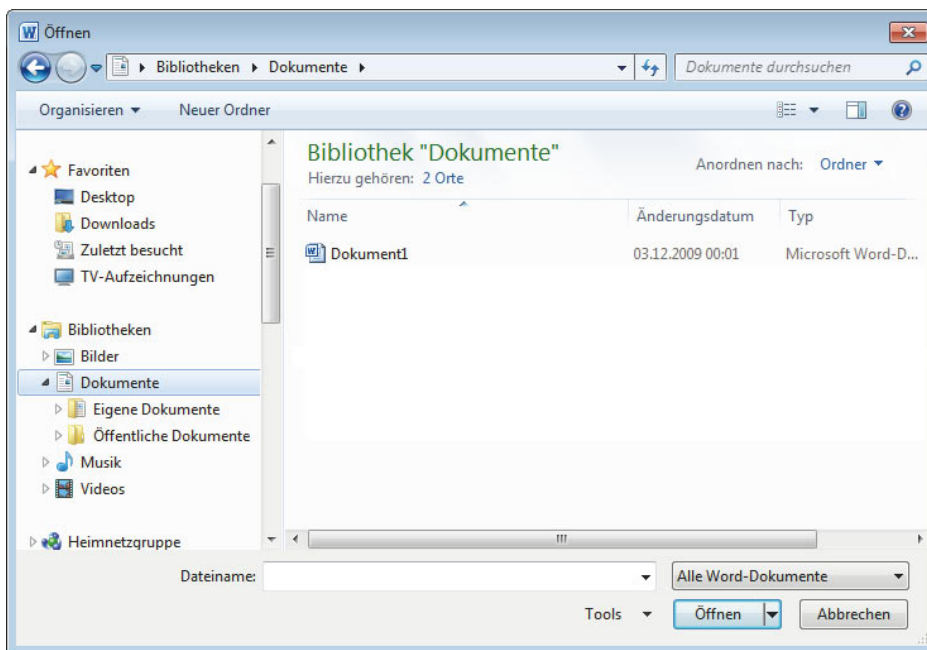 Öffnen
Bibliotheken Dokumente
Dokumente durchsuchen
Organisieren Neuer Ordner
Favoriten
Desktop
Downloads
Zuletzt besucht
TV-Aufzeichnungen
Bibliotheken
Bilder
Dokumente
Eigene Dokumente
Öffentliche Dokumente
Musik
Videos
Heimnetzgruppe
Bibliothek "Dokumente"
Hierzu gehören: 2 Orte
Anordnen nach: Ordner
Name Änderungsdatum Typ
Dokument1 03.12.2009 00:01 Microsoft Word-D...
Dateiname: Alle Word-Dokumente
Tools Öffnen Abbrechen